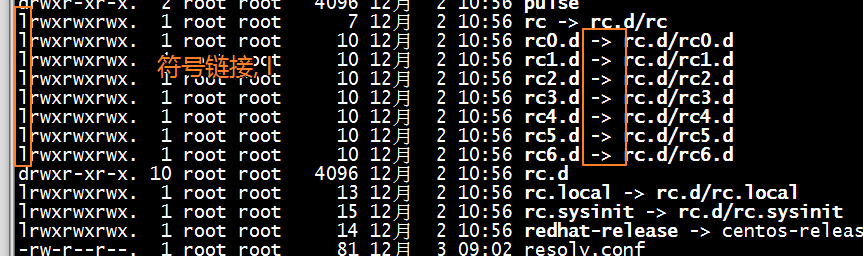 drwxr-xr-x.  2 root root   4096 12月  2 10:56 pulse
lrwxrwxrwx.  1 root root      7 12月  2 10:56 rc -> rc.d/rc
lrwxrwxrwx.  1 root root     10 12月  2 10:56 rc0.d -> rc.d/rc0.d
lrwxrwxrwx.  1 root root     10 12月  2 10:56 rc1.d -> rc.d/rc1.d
符号链接,l
lrwxrwxrwx.  1 root root     10 12月  2 10:56 rc2.d -> rc.d/rc2.d
lrwxrwxrwx.  1 root root     10 12月  2 10:56 rc3.d -> rc.d/rc3.d
lrwxrwxrwx.  1 root root     10 12月  2 10:56 rc4.d -> rc.d/rc4.d
lrwxrwxrwx.  1 root root     10 12月  2 10:56 rc5.d -> rc.d/rc5.d
lrwxrwxrwx.  1 root root     10 12月  2 10:56 rc6.d -> rc.d/rc6.d
drwxr-xr-x. 10 root root   4096 12月  2 10:56 rc.d
lrwxrwxrwx.  1 root root     13 12月  2 10:56 rc.local -> rc.d/rc.local
lrwxrwxrwx.  1 root root     15 12月  2 10:56 rc.sysinit -> rc.d/rc.sysinit
lrwxrwxrwx.  1 root root     14 12月  2 10:56 redhat-release -> centos-releas
-rw-r--r--.  1 root root     81 12月  3 09:02 resolv.conf